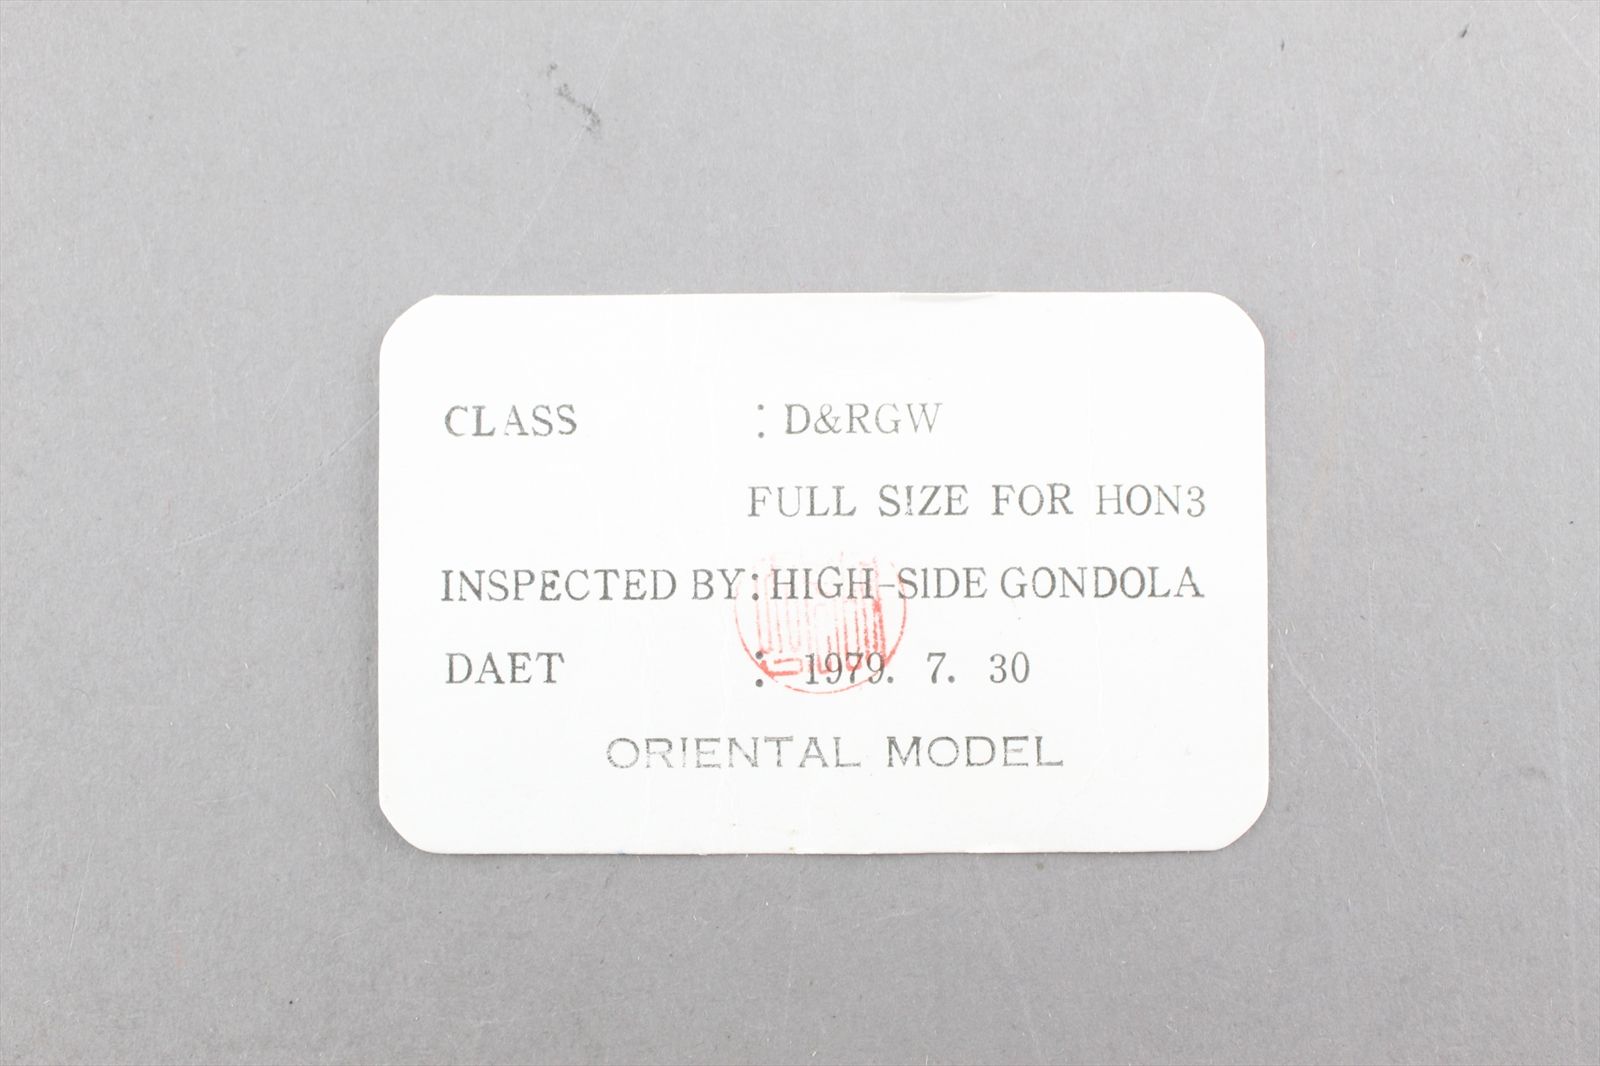 CLASS : D&RGW
FULL SIZE FOR HON3
INSPECTED BY: HIGH-SIDE GONDOLA
DAET : 1979. 7. 30
ORIENTAL MODEL